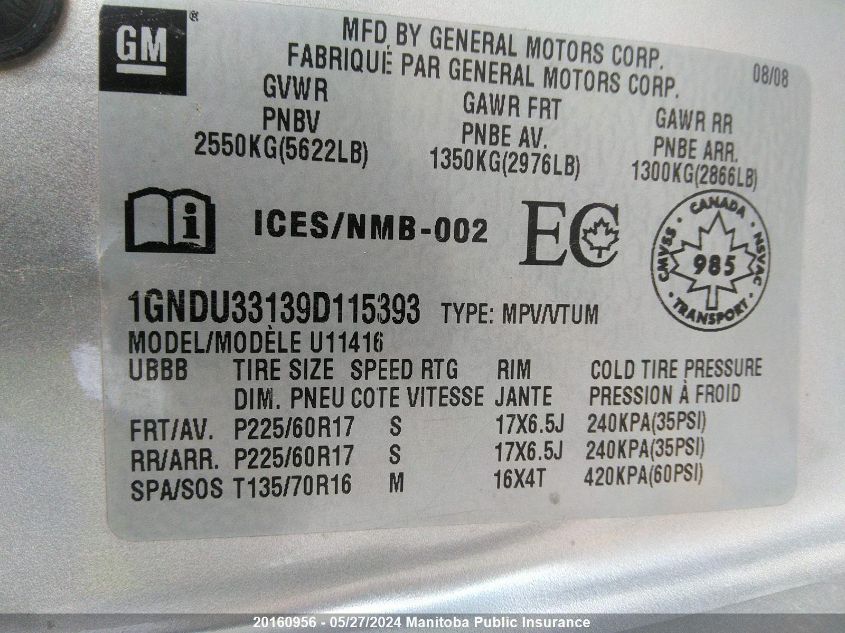 GM®
MFD BY GENERAL MOTORS CORP.
FABRIQUÉ PAR GENERAL MOTORS CORP.
08/08
GVWR GAWR FRT GAWR RR
PNBV PNBE AV. PNBE ARR.
2550KG(5622LB) 1350KG(2976LB) 1300KG(2866LB)
i ICES/NMB-002 EC
CANADA
CMVSS 985 NSVAC
TRANSPORT
1GNDU33139D115393 TYPE: MPV/VTUM
MODEL/MODÈLE U11416
UBBB TIRE SIZE SPEED RTG RIM COLD TIRE PRESSURE
DIM. PNEU COTE VITESSE JANTE PRESSION À FROID
FRT/AV. P225/60R17 S 17X6.5J 240KPA(35PSI)
RR/ARR. P225/60R17 S 17X6.5J 240KPA(35PSI)
SPA/SOS T135/70R16 M 16X4T 420KPA(60PSI)
20160956 - 05/27/2024 Manitoba Public Insurance